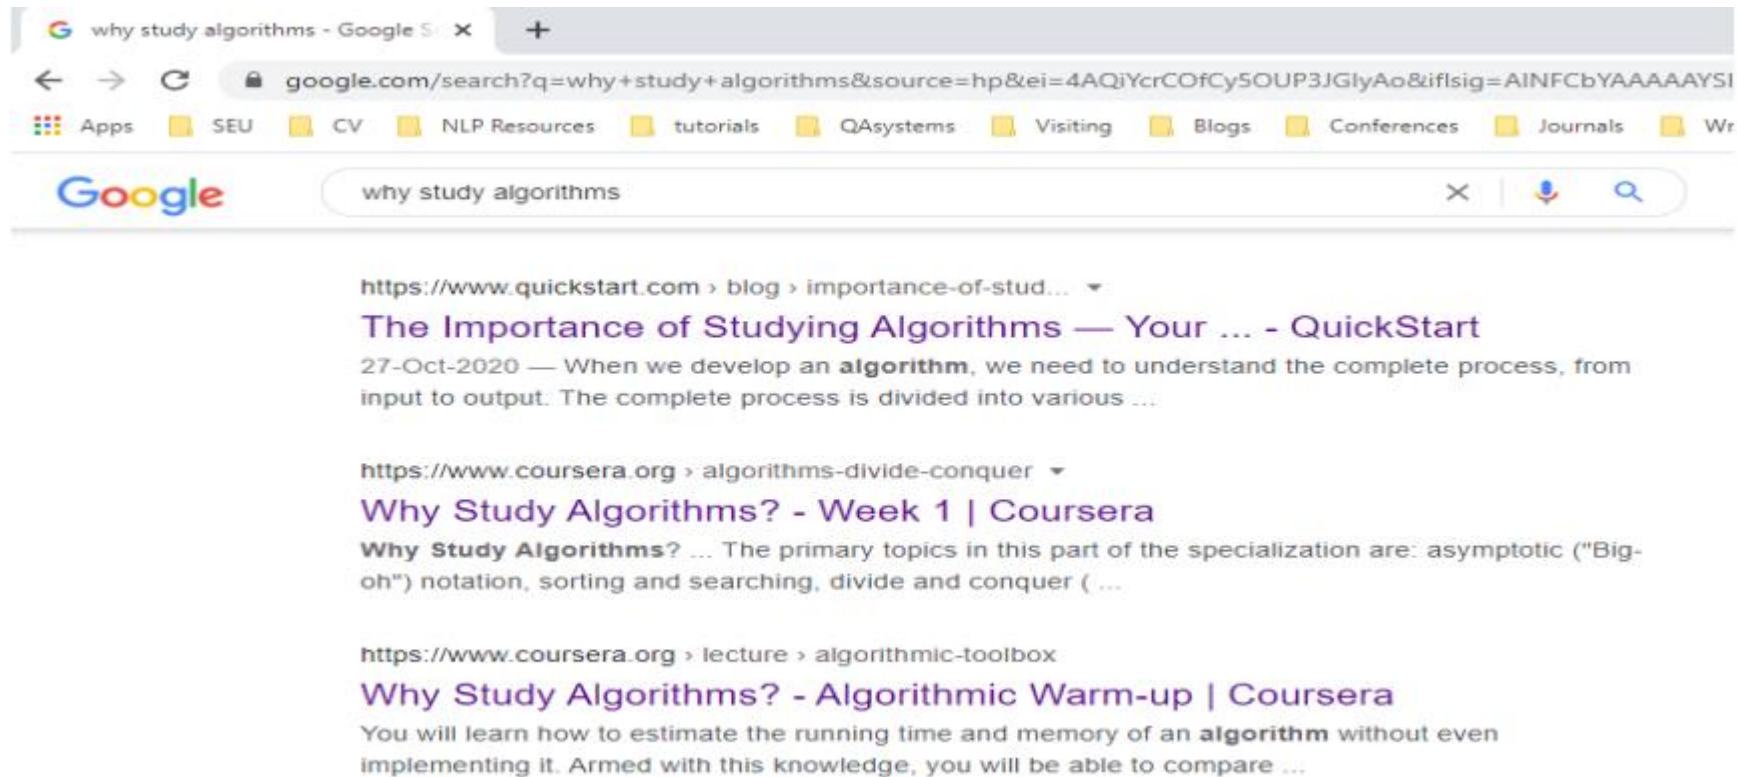 why study algorithms - Google S
google.com/search?q=why+study+algorithms&source=hp&ei=4AQiYcrCOfCy5OUP3JGIyAo&iflsig=AINFCbYAAAAAYSI
Apps SEU CV NLP Resources tutorials QAsystems Visiting Blogs Conferences Journals Wr
Google why study algorithms
https://www.quickstart.com › blog › importance-of-stud...
The Importance of Studying Algorithms — Your ... - QuickStart
27-Oct-2020 — When we develop an algorithm, we need to understand the complete process, from
input to output. The complete process is divided into various ...
https://www.coursera.org › algorithms-divide-conquer
Why Study Algorithms? - Week 1 | Coursera
Why Study Algorithms? ... The primary topics in this part of the specialization are: asymptotic ("Big-
oh") notation, sorting and searching, divide and conquer ( ...
https://www.coursera.org › lecture › algorithmic-toolbox
Why Study Algorithms? - Algorithmic Warm-up | Coursera
You will learn how to estimate the running time and memory of an algorithm without even
implementing it. Armed with this knowledge, you will be able to compare ...